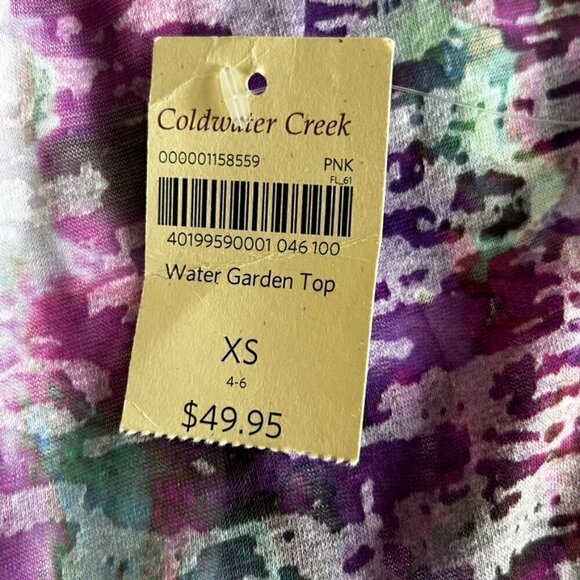 Coldwater Creek
000001158559 PNK
FL_61
40199590001 046 100
Water Garden Top
XS
4-6
$49.95